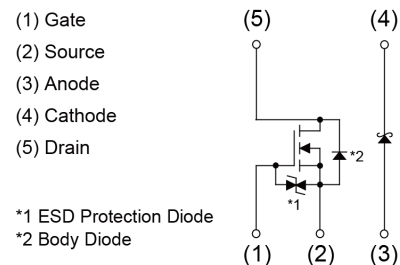 (1) Gate
(2) Source
(3) Anode
(4) Cathode
(5) Drain
*1 ESD Protection Diode
*2 Body Diode
(5) (4)
*2
*1
(1) (2) (3)